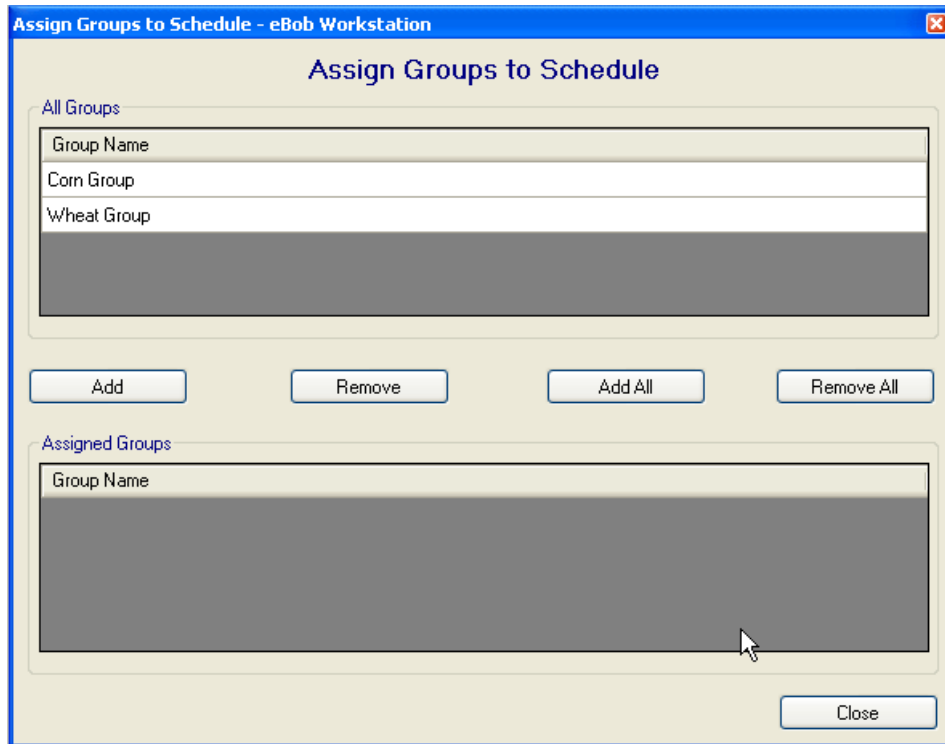 Assign Groups to Schedule - eBob Workstation
Assign Groups to Schedule
All Groups
Group Name
Corn Group
Wheat Group
Add Remove Add All Remove All
Assigned Groups
Group Name
Close